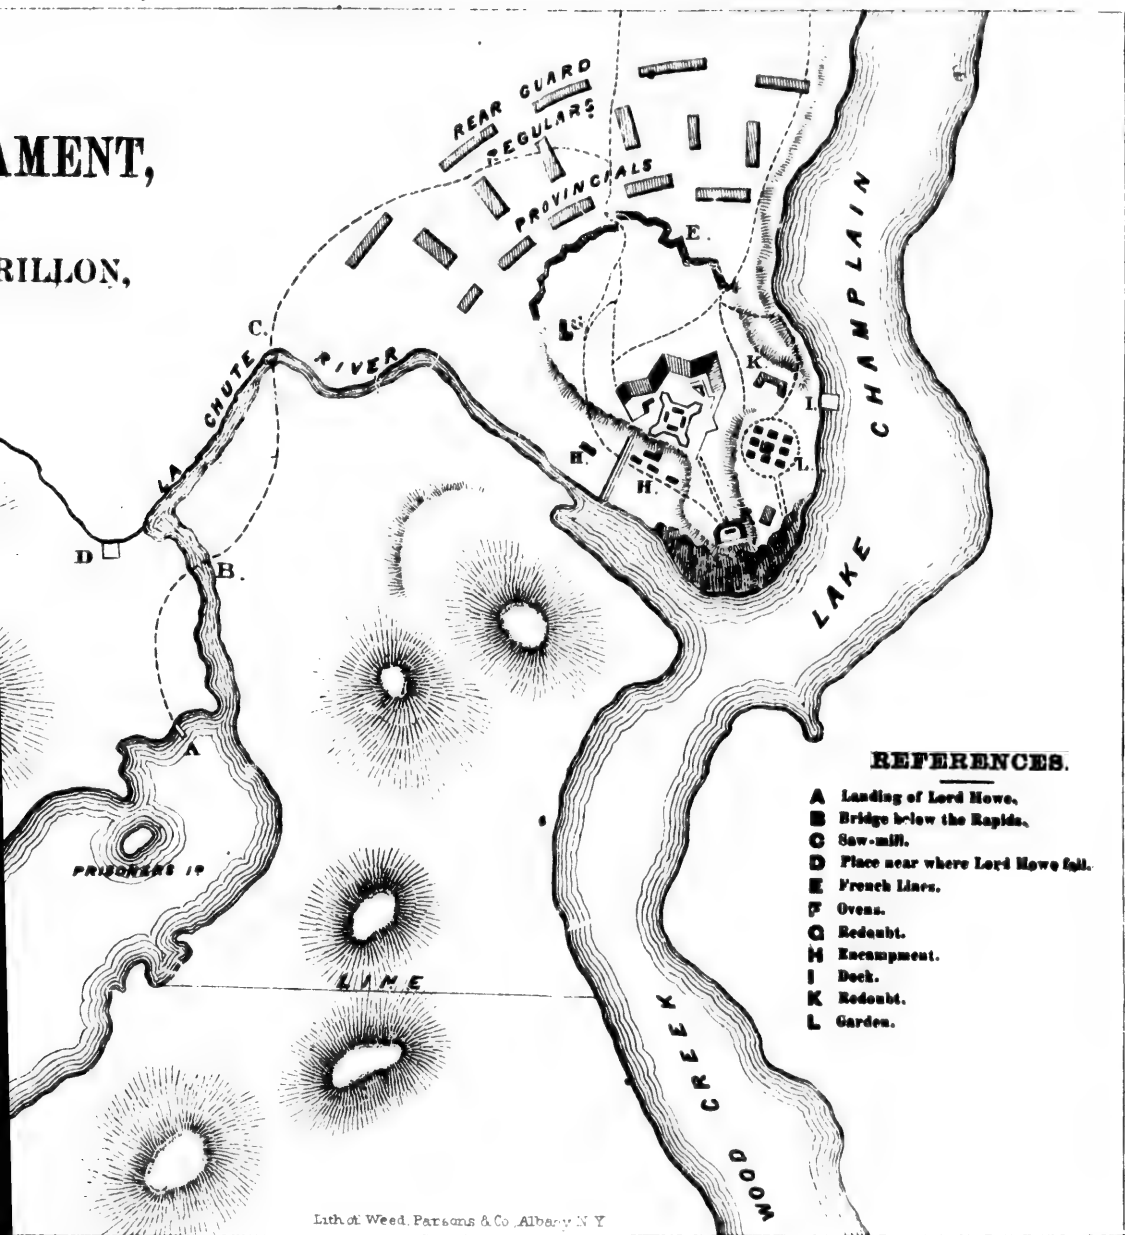 AMENT,
RILLON,
REAR GUARD
REGULARS
PROVINCIALS
E.
C.
G.
K
I.
L.
H.
H.
LA CHUTE RIVER
LAKE CHAMPLAIN
D
B.
A
PRISONERS IP
LINE
WOOD CREEK
REFERENCES.
A Landing of Lord Howe.
B Bridge below the Rapids.
C Saw-mill.
D Place near where Lord Howe fell.
E French Lines.
F Ovens.
G Redoubt.
H Encampment.
I Dock.
K Redoubt.
L Garden.
Lith of Weed, Parsons & Co, Albany N Y